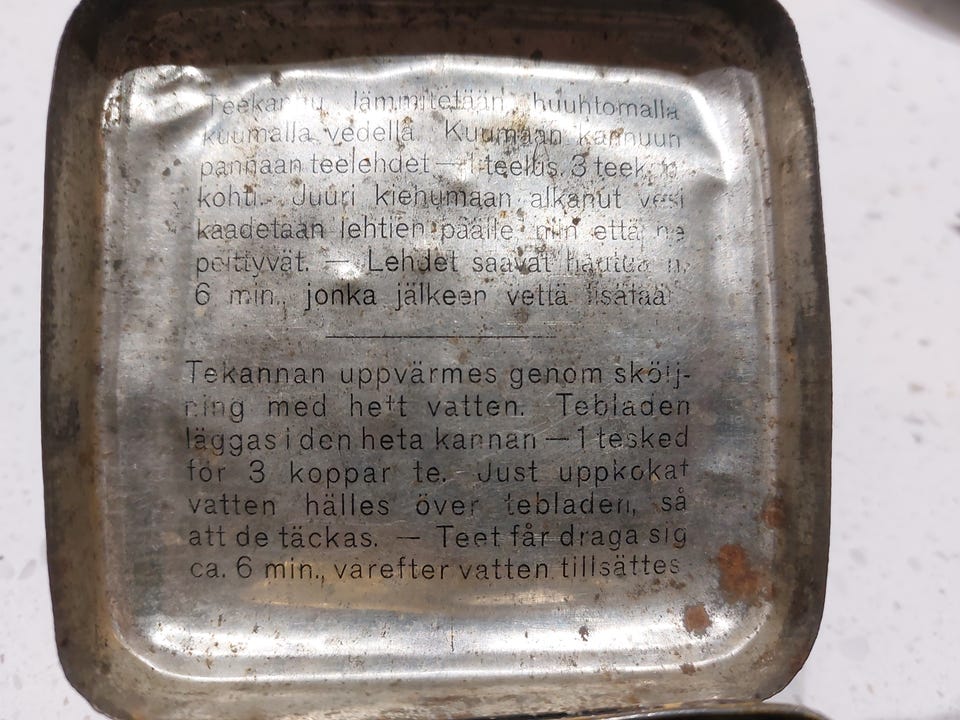 Teekannu lämmitetään huuhtomalla
kuumalla vedellä. Kuumaan kannuun
pannaan teelehdet — 1 teelus. 3
kohti. Juuri kiehumaan alkanut vesi
kaadetaan lehtien päälle, niin että ne
peittyvät. — Lehdet saavat hautua n.
6 min., jonka jälkeen vettä lisätään
Tekannan uppvärmes genom skölj-
ning med hett vatten. Tebladen
läggas i den heta kannan — 1 tesked
för 3 koppar te. Just uppkokat
vatten hälles över tebladen, så
att de täckas. — Teet får draga sig
ca. 6 min., varefter vatten tillsättes